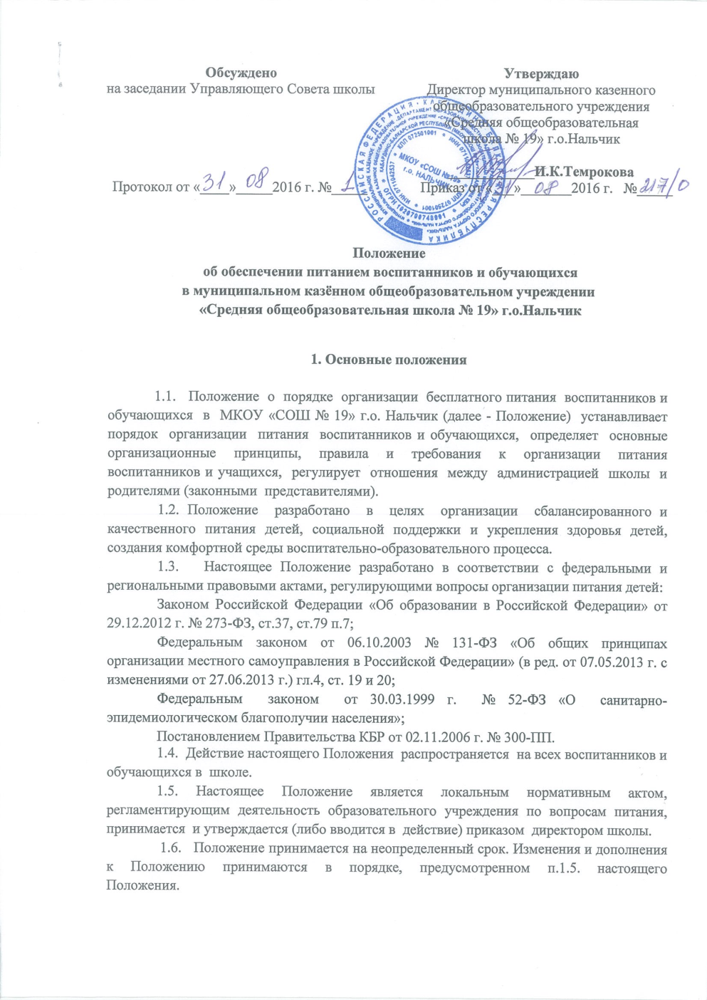 Обсуждено
на заседании Управляющего Совета школы
Протокол от «31» 08 2016 г. № 1
Утверждаю
Директор муниципального казенного
общеобразовательного учреждения
«Средняя общеобразовательная
школа № 19» г.о.Нальчик
И.К.Темрокова
Приказ от «31» 08 2016 г. № 217/0
РОССИЙСКАЯ ФЕДЕРАЦИЯ
КПП 072501001
МКОУ «СОШ №19»
г.о. НАЛЬЧИК
ИНН 0711042537
ОГРН 1020700748991
Положение
об обеспечении питанием воспитанников и обучающихся
в муниципальном казённом общеобразовательном учреждении
«Средняя общеобразовательная школа № 19» г.о.Нальчик
1. Основные положения
1.1. Положение о порядке организации бесплатного питания воспитанников и
обучающихся в МКОУ «СОШ № 19» г.о. Нальчик (далее - Положение) устанавливает
порядок организации питания воспитанников и обучающихся, определяет основные
организационные принципы, правила и требования к организации питания
воспитанников и учащихся, регулирует отношения между администрацией школы и
родителями (законными представителями).
1.2. Положение разработано в целях организации сбалансированного и
качественного питания детей, социальной поддержки и укрепления здоровья детей,
создания комфортной среды воспитательно-образовательного процесса.
1.3. Настоящее Положение разработано в соответствии с федеральными и
региональными правовыми актами, регулирующими вопросы организации питания детей:
Законом Российской Федерации «Об образовании в Российской Федерации» от
29.12.2012 г. № 273-ФЗ, ст.37, ст.79 п.7;
Федеральным законом от 06.10.2003 № 131-ФЗ «Об общих принципах
организации местного самоуправления в Российской Федерации» (в ред. от 07.05.2013 г. с
изменениями от 27.06.2013 г.) гл.4, ст. 19 и 20;
Федеральным законом от 30.03.1999 г. № 52-ФЗ «О санитарно-
эпидемиологическом благополучии населения»;
Постановлением Правительства КБР от 02.11.2006 г. № 300-ПП.
1.4. Действие настоящего Положения распространяется на всех воспитанников и
обучающихся в школе.
1.5. Настоящее Положение является локальным нормативным актом,
регламентирующим деятельность образовательного учреждения по вопросам питания,
принимается и утверждается (либо вводится в действие) приказом директором школы.
1.6. Положение принимается на неопределенный срок. Изменения и дополнения
к Положению принимаются в порядке, предусмотренном п.1.5. настоящего
Положения.